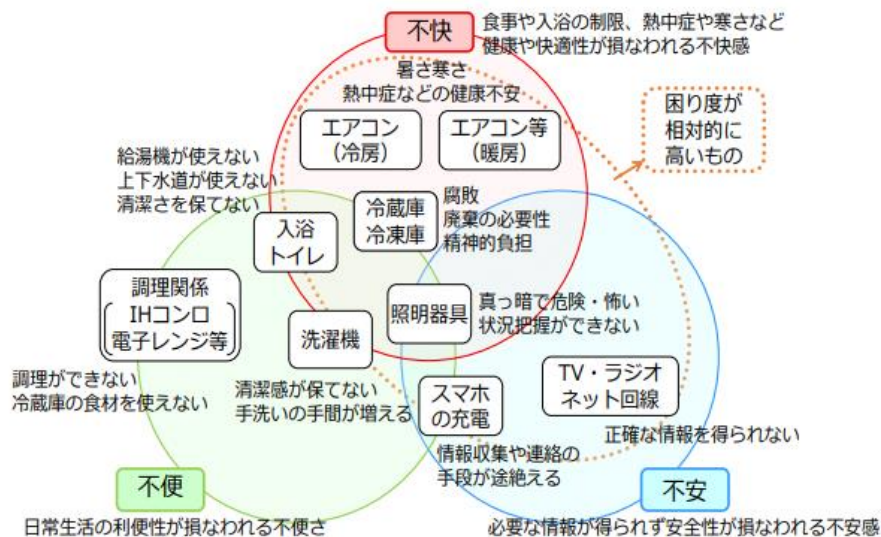 不快
食事や入浴の制限、熱中症や寒さなど
健康や快適性が損なわれる不快感
暑さ寒さ
熱中症などの健康不安
エアコン
（冷房）
エアコン等
（暖房）
困り度が
相対的に
高いもの
給湯機が使えない
上下水道が使えない
清潔さを保てない
入浴
トイレ
冷蔵庫
冷凍庫
腐敗
廃棄の必要性
精神的負担
調理関係
IHコンロ
電子レンジ等
調理ができない
冷蔵庫の食材を使えない
洗濯機
清潔感が保てない
手洗いの手間が増える
照明器具
真っ暗で危険・怖い
状況把握ができない
スマホ
の充電
情報収集や連絡の
手段が途絶える
TV・ラジオ
ネット回線
正確な情報を得られない
不便
日常生活の利便性が損なわれる不便さ
不安
必要な情報が得られず安全性が損なわれる不安感